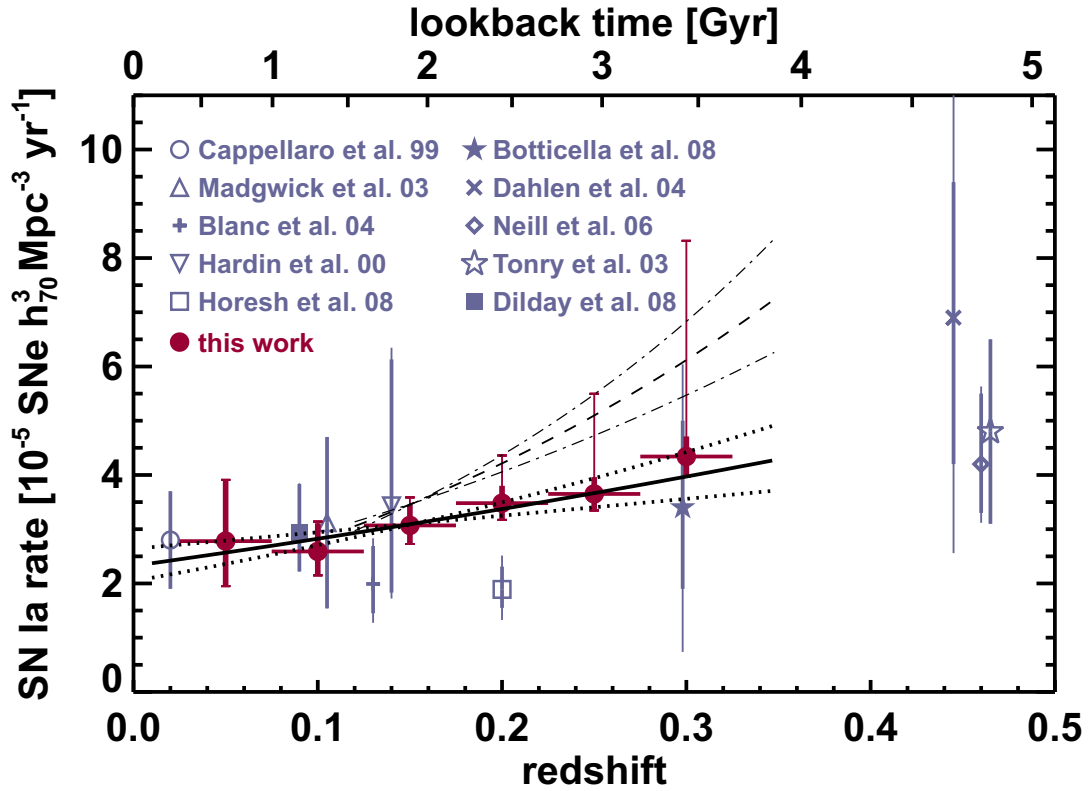 lookback time [Gyr]
0 1 2 3 4 5
SN Ia rate [10⁻⁵ SNe h³₇₀ Mpc⁻³ yr⁻¹]
10
8
6
4
2
0
Cappellaro et al. 99
Madgwick et al. 03
Blanc et al. 04
Hardin et al. 00
Horesh et al. 08
this work
Botticella et al. 08
Dahlen et al. 04
Neill et al. 06
Tonry et al. 03
Dilday et al. 08
0.0 0.1 0.2 0.3 0.4 0.5
redshift